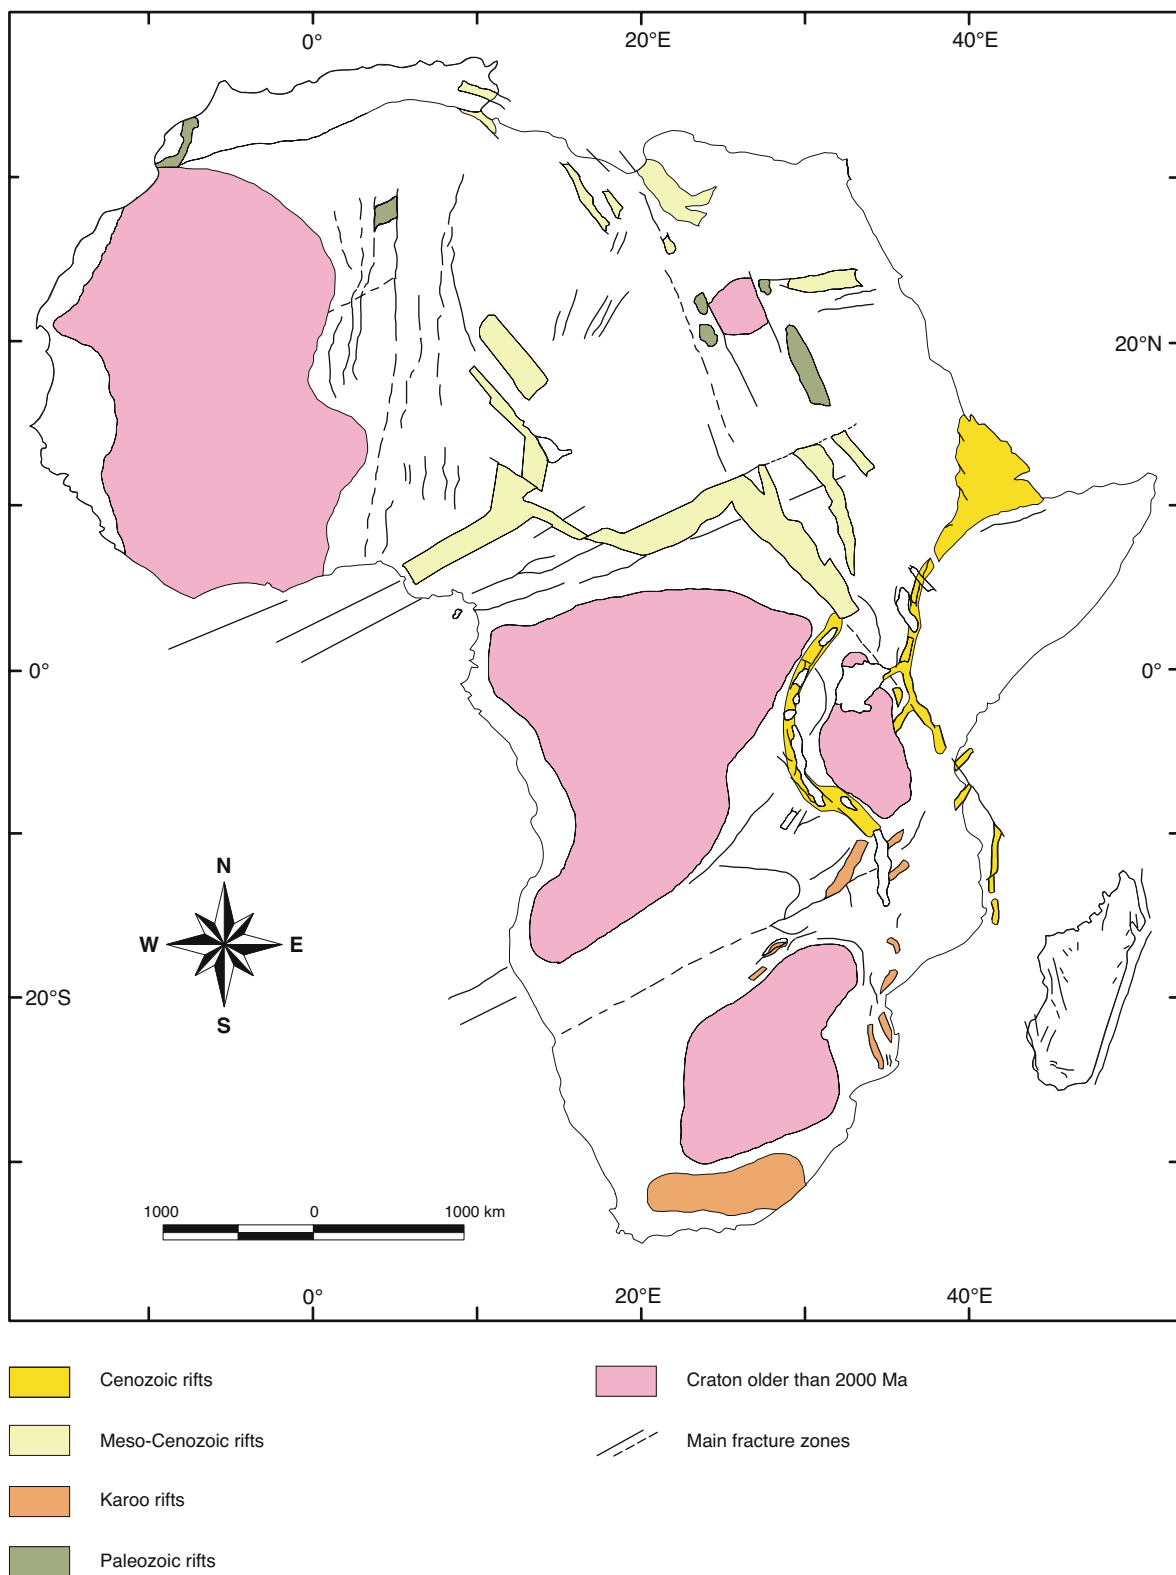 0° 20°E 40°E
20°N
0° 0°
N
W E
S
20°S
1000 0 1000 km
0° 20°E 40°E
Cenozoic rifts Craton older than 2000 Ma
Meso-Cenozoic rifts Main fracture zones
Karoo rifts
Paleozoic rifts